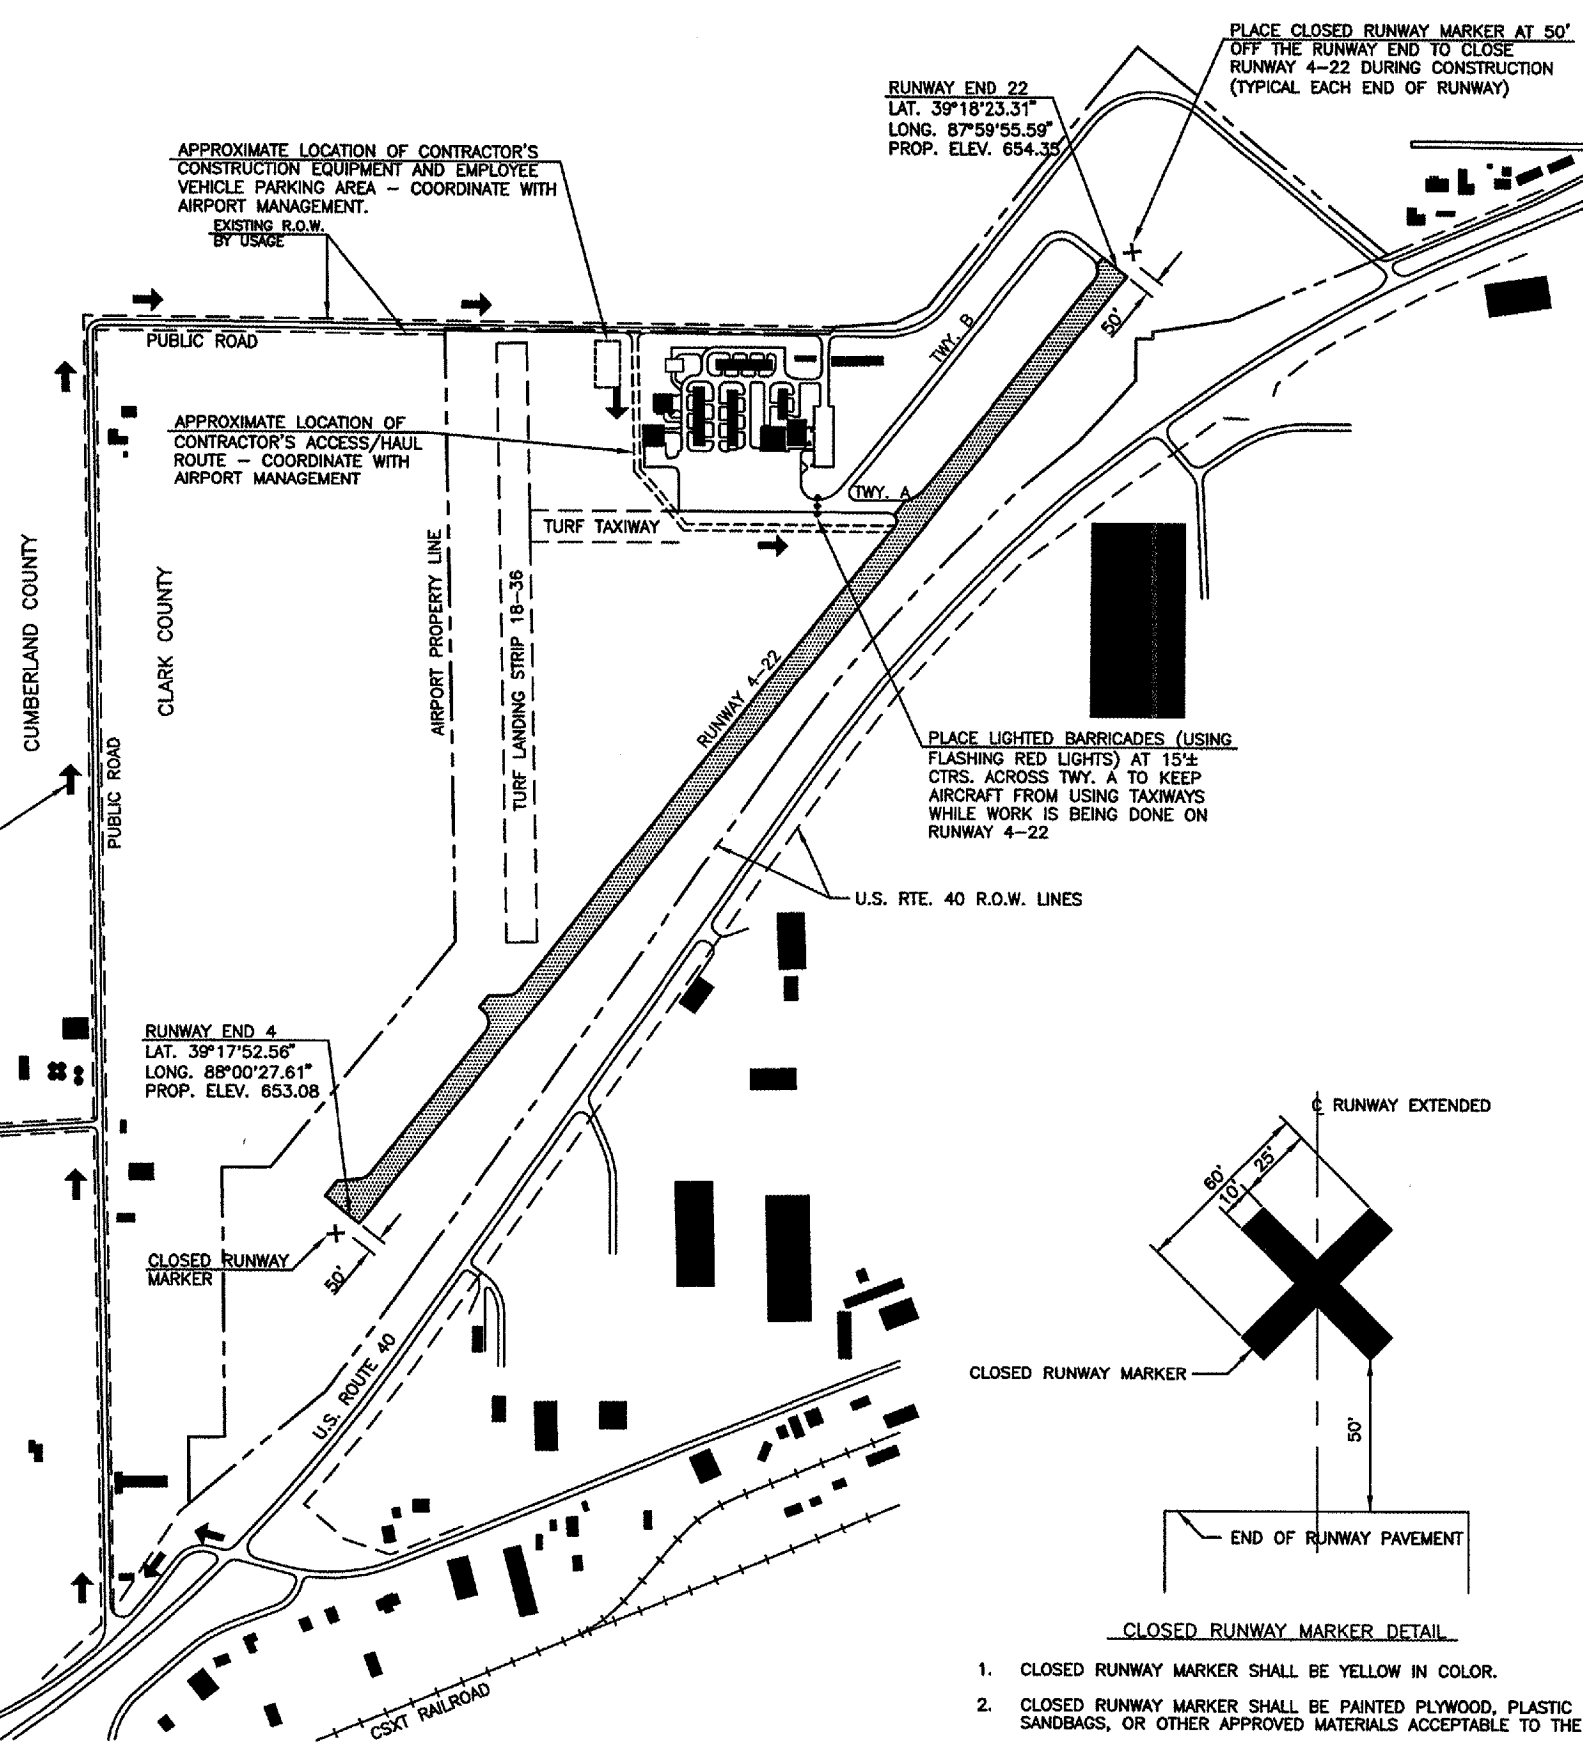 PLACE CLOSED RUNWAY MARKER AT 50'
OFF THE RUNWAY END TO CLOSE
RUNWAY 4-22 DURING CONSTRUCTION
(TYPICAL EACH END OF RUNWAY)
RUNWAY END 22
LAT. 39°18'23.31"
LONG. 87°59'55.59"
PROP. ELEV. 654.35
APPROXIMATE LOCATION OF CONTRACTOR'S
CONSTRUCTION EQUIPMENT AND EMPLOYEE
VEHICLE PARKING AREA - COORDINATE WITH
AIRPORT MANAGEMENT.
EXISTING R.O.W.
BY USAGE
PUBLIC ROAD
50'
TWY. B
APPROXIMATE LOCATION OF
CONTRACTOR'S ACCESS/HAUL
ROUTE - COORDINATE WITH
AIRPORT MANAGEMENT
TWY. A
TURF TAXIWAY
CUMBERLAND COUNTY
CLARK COUNTY
AIRPORT PROPERTY LINE
TURF LANDING STRIP 18-36
RUNWAY 4-22
PUBLIC ROAD
PLACE LIGHTED BARRICADES (USING
FLASHING RED LIGHTS) AT 15'±
CTRS. ACROSS TWY. A TO KEEP
AIRCRAFT FROM USING TAXIWAYS
WHILE WORK IS BEING DONE ON
RUNWAY 4-22
U.S. RTE. 40 R.O.W. LINES
RUNWAY END 4
LAT. 39°17'52.56"
LONG. 88°00'27.61"
PROP. ELEV. 653.08
CLOSED RUNWAY
MARKER
50'
U.S. ROUTE 40
CSXT RAILROAD
℄ RUNWAY EXTENDED
60'
25'
10'
CLOSED RUNWAY MARKER
50'
END OF RUNWAY PAVEMENT
CLOSED RUNWAY MARKER DETAIL
1. CLOSED RUNWAY MARKER SHALL BE YELLOW IN COLOR.
2. CLOSED RUNWAY MARKER SHALL BE PAINTED PLYWOOD, PLASTIC
SANDBAGS, OR OTHER APPROVED MATERIALS ACCEPTABLE TO THE